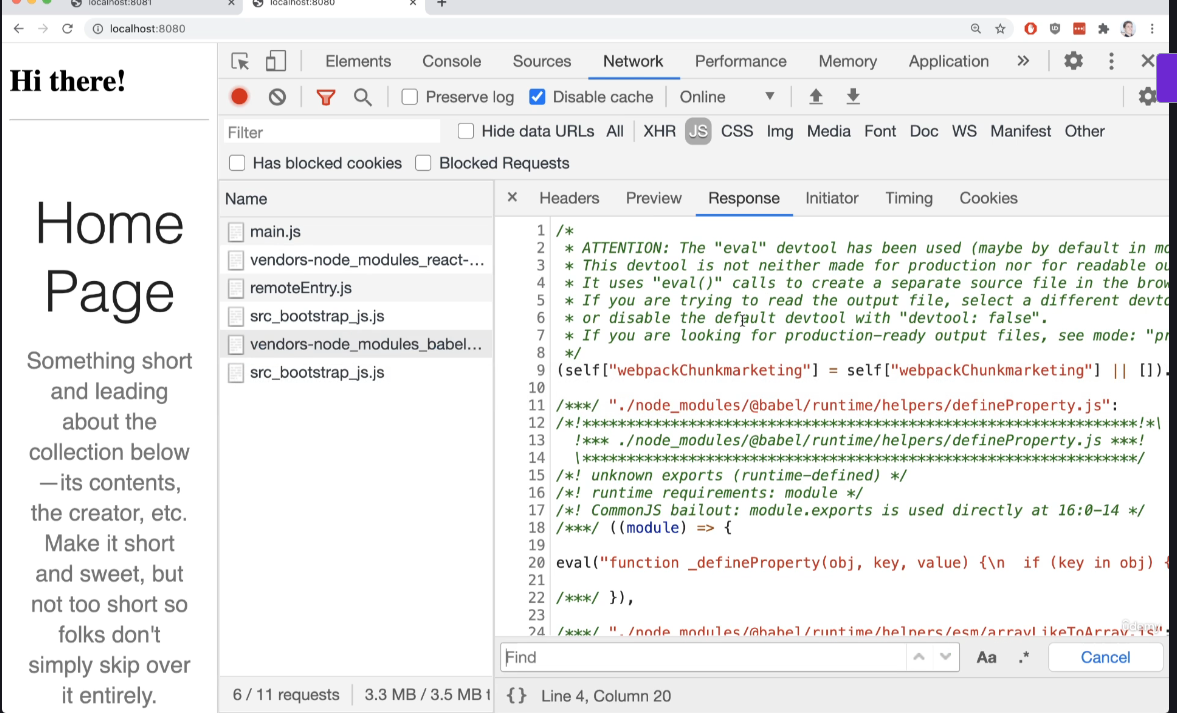 localhost:8081
localhost:8080
localhost:8080
Hi there!
Home
Page
Something short
and leading
about the
collection below
—its contents,
the creator, etc.
Make it short
and sweet, but
not too short so
folks don't
simply skip over
it entirely.
Elements Console Sources Network Performance Memory Application
Preserve log Disable cache Online
Filter Hide data URLs All XHR JS CSS Img Media Font Doc WS Manifest Other
Has blocked cookies Blocked Requests
Name
main.js
vendors-node_modules_react-...
remoteEntry.js
src_bootstrap_js.js
vendors-node_modules_babel...
src_bootstrap_js.js
6 / 11 requests 3.3 MB / 3.5 MB t
Headers Preview Response Initiator Timing Cookies
1 /*
2 * ATTENTION: The "eval" devtool has been used (maybe by default in mo
3 * This devtool is not neither made for production nor for readable ou
4 * It uses "eval()" calls to create a separate source file in the brow
5 * If you are trying to read the output file, select a different devto
6 * or disable the default devtool with "devtool: false".
7 * If you are looking for production-ready output files, see mode: "pr
8 */
9 (self["webpackChunkmarketing"] = self["webpackChunkmarketing"] || []).
10
11 /***/ "./node_modules/@babel/runtime/helpers/defineProperty.js":
12 /*!***************************************************************!*\
13 !*** ./node_modules/@babel/runtime/helpers/defineProperty.js ***!
14 \***************************************************************/
15 /*! unknown exports (runtime-defined) */
16 /*! runtime requirements: module */
17 /*! CommonJS bailout: module.exports is used directly at 16:0-14 */
18 /***/ ((module) => {
19
20 eval("function _defineProperty(obj, key, value) {\n  if (key in obj) {
21
22 /***/ }),
23
24 /***/ "./node_modules/@babel/runtime/helpers/esm/arrayLikeToArray.js":
Udemy
Find Aa .* Cancel
{} Line 4, Column 20